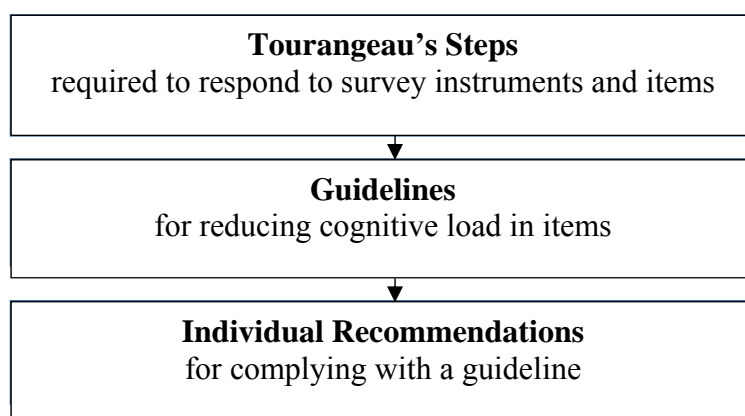 Tourangeau’s Steps
required to respond to survey instruments and items
Guidelines
for reducing cognitive load in items
Individual Recommendations
for complying with a guideline